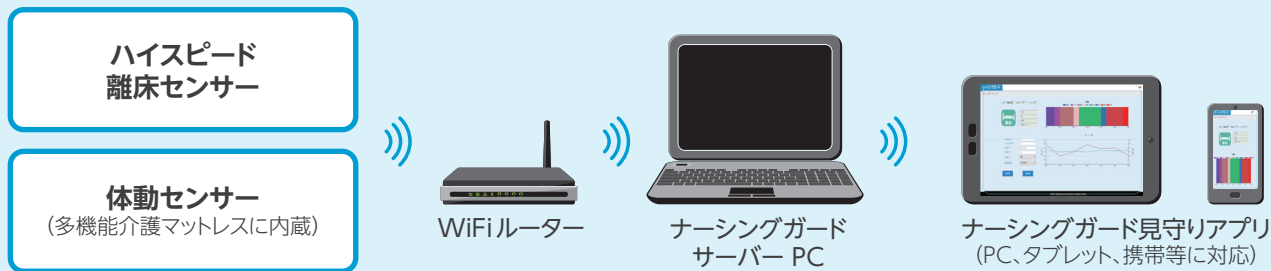 ハイスピード
離床センサー
体動センサー
(多機能介護マットレスに内蔵)
WiFiルーター
ナーシングガード
サーバー PC
ナーシングガード見守りアプリ
(PC、タブレット、携帯等に対応)